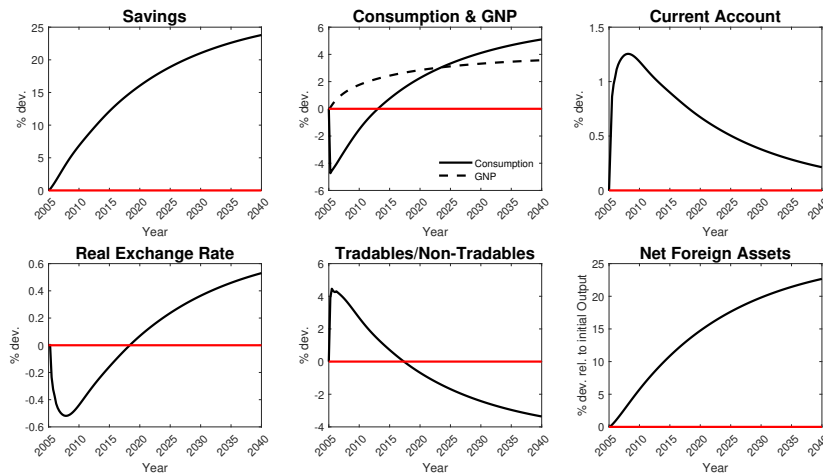 Savings
% dev.
25
20
15
10
5
0
2005 2010 2015 2020 2025 2030 2035 2040
Year
Consumption & GNP
% dev.
6
4
2
0
-2
-4
-6
Consumption
GNP
2005 2010 2015 2020 2025 2030 2035 2040
Year
Current Account
% dev.
1.5
1
0.5
0
2005 2010 2015 2020 2025 2030 2035 2040
Year
Real Exchange Rate
% dev.
0.6
0.4
0.2
0
-0.2
-0.4
-0.6
2005 2010 2015 2020 2025 2030 2035 2040
Year
Tradables/Non-Tradables
% dev.
6
4
2
0
-2
-4
2005 2010 2015 2020 2025 2030 2035 2040
Year
Net Foreign Assets
% dev. rel. to initial Output
25
20
15
10
5
0
2005 2010 2015 2020 2025 2030 2035 2040
Year